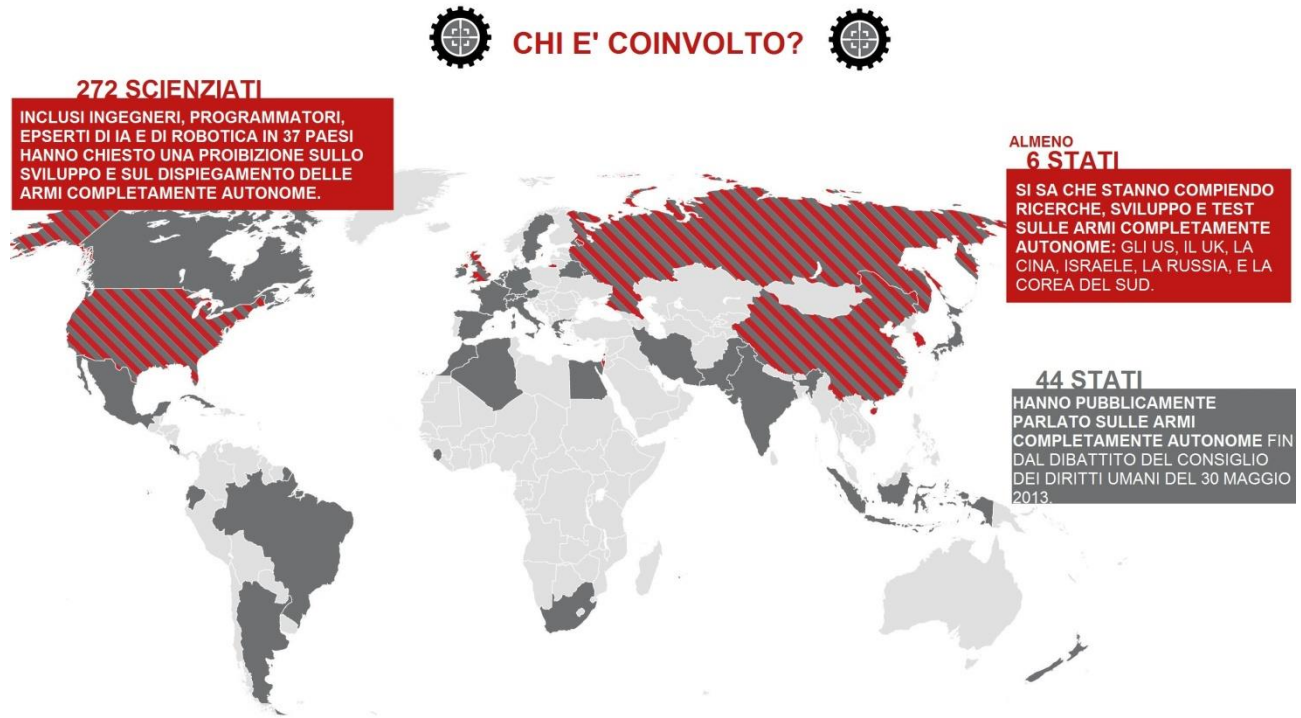 CHI E' COINVOLTO?
272 SCIENZIATI
INCLUSI INGEGNERI, PROGRAMMATORI,
EPSERTI DI IA E DI ROBOTICA IN 37 PAESI
HANNO CHIESTO UNA PROIBIZIONE SULLO
SVILUPPO E SUL DISPIEGAMENTO DELLE
ARMI COMPLETAMENTE AUTONOME.
ALMENO
6 STATI
SI SA CHE STANNO COMPIENDO
RICERCHE, SVILUPPO E TEST
SULLE ARMI COMPLETAMENTE
AUTONOME: GLI US, IL UK, LA
CINA, ISRAELE, LA RUSSIA, E LA
COREA DEL SUD.
44 STATI
HANNO PUBBLICAMENTE
PARLATO SULLE ARMI
COMPLETAMENTE AUTONOME FIN
DAL DIBATTITO DEL CONSIGLIO
DEI DIRITTI UMANI DEL 30 MAGGIO
2013.